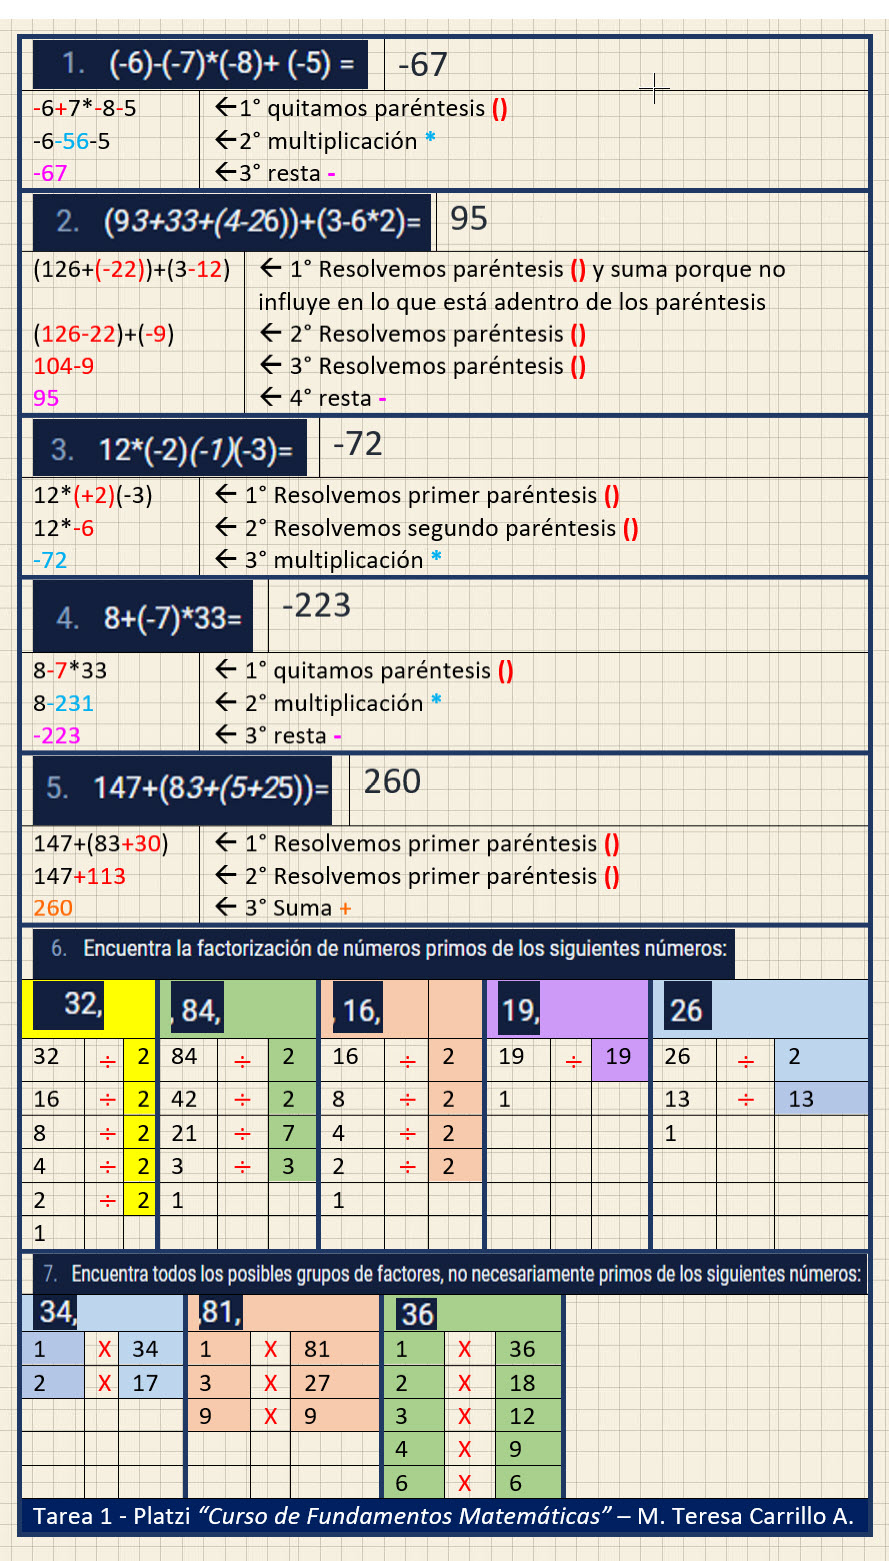 1. (-6)-(-7)*(-8)+ (-5) = -67
-6+7*-8-5 ←1° quitamos paréntesis ()
-6-56-5 ←2° multiplicación *
-67 ←3° resta -
2. (93+33+(4-26))+(3-6*2)= 95
(126+(-22))+(3-12) ← 1° Resolvemos paréntesis () y suma porque no
influye en lo que está adentro de los paréntesis
(126-22)+(-9) ← 2° Resolvemos paréntesis ()
104-9 ← 3° Resolvemos paréntesis ()
95 ← 4° resta -
3. 12*(-2)(-1)(-3)= -72
12*(+2)(-3) ← 1° Resolvemos primer paréntesis ()
12*-6 ← 2° Resolvemos segundo paréntesis ()
-72 ← 3° multiplicación *
4. 8+(-7)*33= -223
8-7*33 ← 1° quitamos paréntesis ()
8-231 ← 2° multiplicación *
-223 ← 3° resta -
5. 147+(83+(5+25))= 260
147+(83+30) ← 1° Resolvemos primer paréntesis ()
147+113 ← 2° Resolvemos primer paréntesis ()
260 ← 3° Suma +
6. Encuentra la factorización de números primos de los siguientes números:
32, , 84, , 16, 19, 26
32 ÷ 2 84 ÷ 2 16 ÷ 2 19 ÷ 19 26 ÷ 2
16 ÷ 2 42 ÷ 2 8 ÷ 2 1 13 ÷ 13
8 ÷ 2 21 ÷ 7 4 ÷ 2 1
4 ÷ 2 3 ÷ 3 2 ÷ 2
2 ÷ 2 1 1
1
7. Encuentra todos los posibles grupos de factores, no necesariamente primos de los siguientes números:
34, ,81, 36
1 X 34 1 X 81 1 X 36
2 X 17 3 X 27 2 X 18
9 X 9 3 X 12
4 X 9
6 X 6
Tarea 1 - Platzi “Curso de Fundamentos Matemáticas” – M. Teresa Carrillo A.